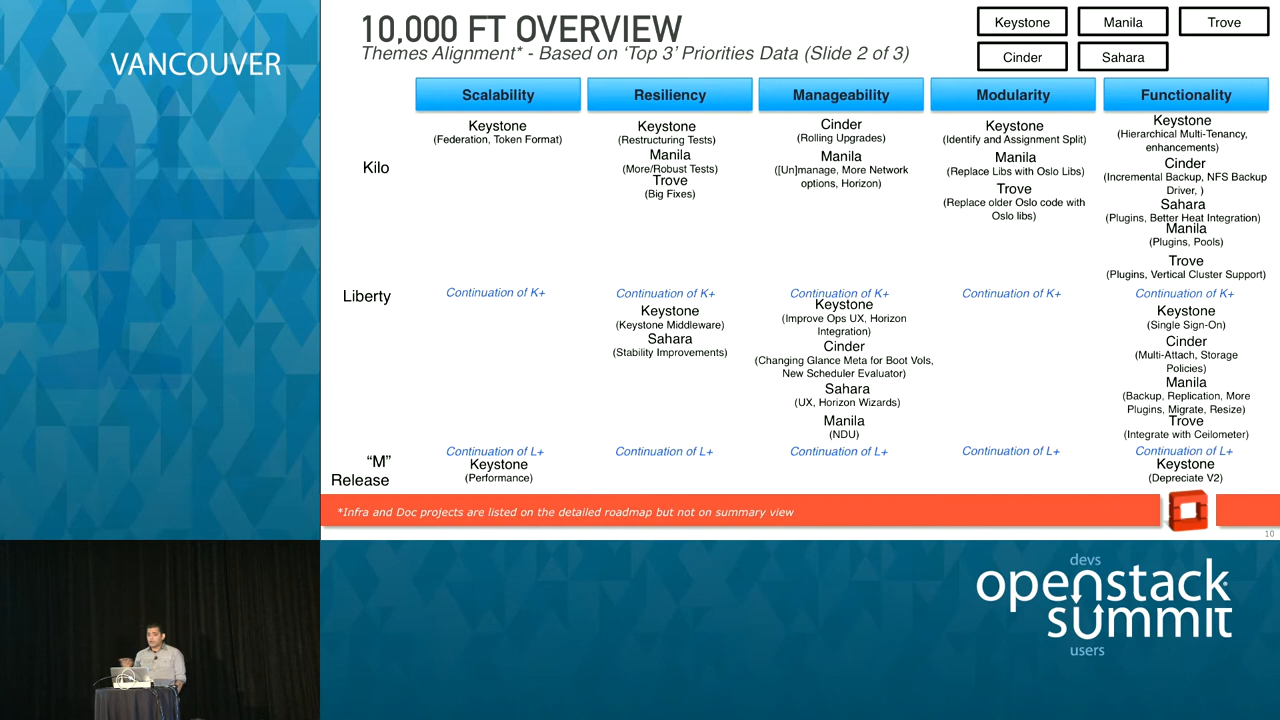 VANCOUVER
10,000 FT OVERVIEW
Themes Alignment* - Based on ‘Top 3’ Priorities Data (Slide 2 of 3)
Keystone
Manila
Trove
Cinder
Sahara
Scalability
Resiliency
Manageability
Modularity
Functionality
Kilo
Keystone
(Federation, Token Format)
Keystone
(Restructuring Tests)
Manila
(More/Robust Tests)
Trove
(Big Fixes)
Cinder
(Rolling Upgrades)
Manila
([Un]manage, More Network
options, Horizon)
Keystone
(Identify and Assignment Split)
Manila
(Replace Libs with Oslo Libs)
Trove
(Replace older Oslo code with
Oslo libs)
Keystone
(Hierarchical Multi-Tenancy,
enhancements)
Cinder
(Incremental Backup, NFS Backup
Driver, )
Sahara
(Plugins, Better Heat Integration)
Manila
(Plugins, Pools)
Trove
(Plugins, Vertical Cluster Support)
Liberty
Continuation of K+
Continuation of K+
Keystone
(Keystone Middleware)
Sahara
(Stability Improvements)
Continuation of K+
Keystone
(Improve Ops UX, Horizon
Integration)
Cinder
(Changing Glance Meta for Boot Vols,
New Scheduler Evaluator)
Sahara
(UX, Horizon Wizards)
Manila
(NDU)
Continuation of K+
Continuation of K+
Keystone
(Single Sign-On)
Cinder
(Multi-Attach, Storage
Policies)
Manila
(Backup, Replication, More
Plugins, Migrate, Resize)
Trove
(Integrate with Ceilometer)
“M”
Release
Continuation of L+
Keystone
(Performance)
Continuation of L+
Continuation of L+
Continuation of L+
Continuation of L+
Keystone
(Depreciate V2)
*Infra and Doc projects are listed on the detailed roadmap but not on summary view
10
devs
openstack
summit
users